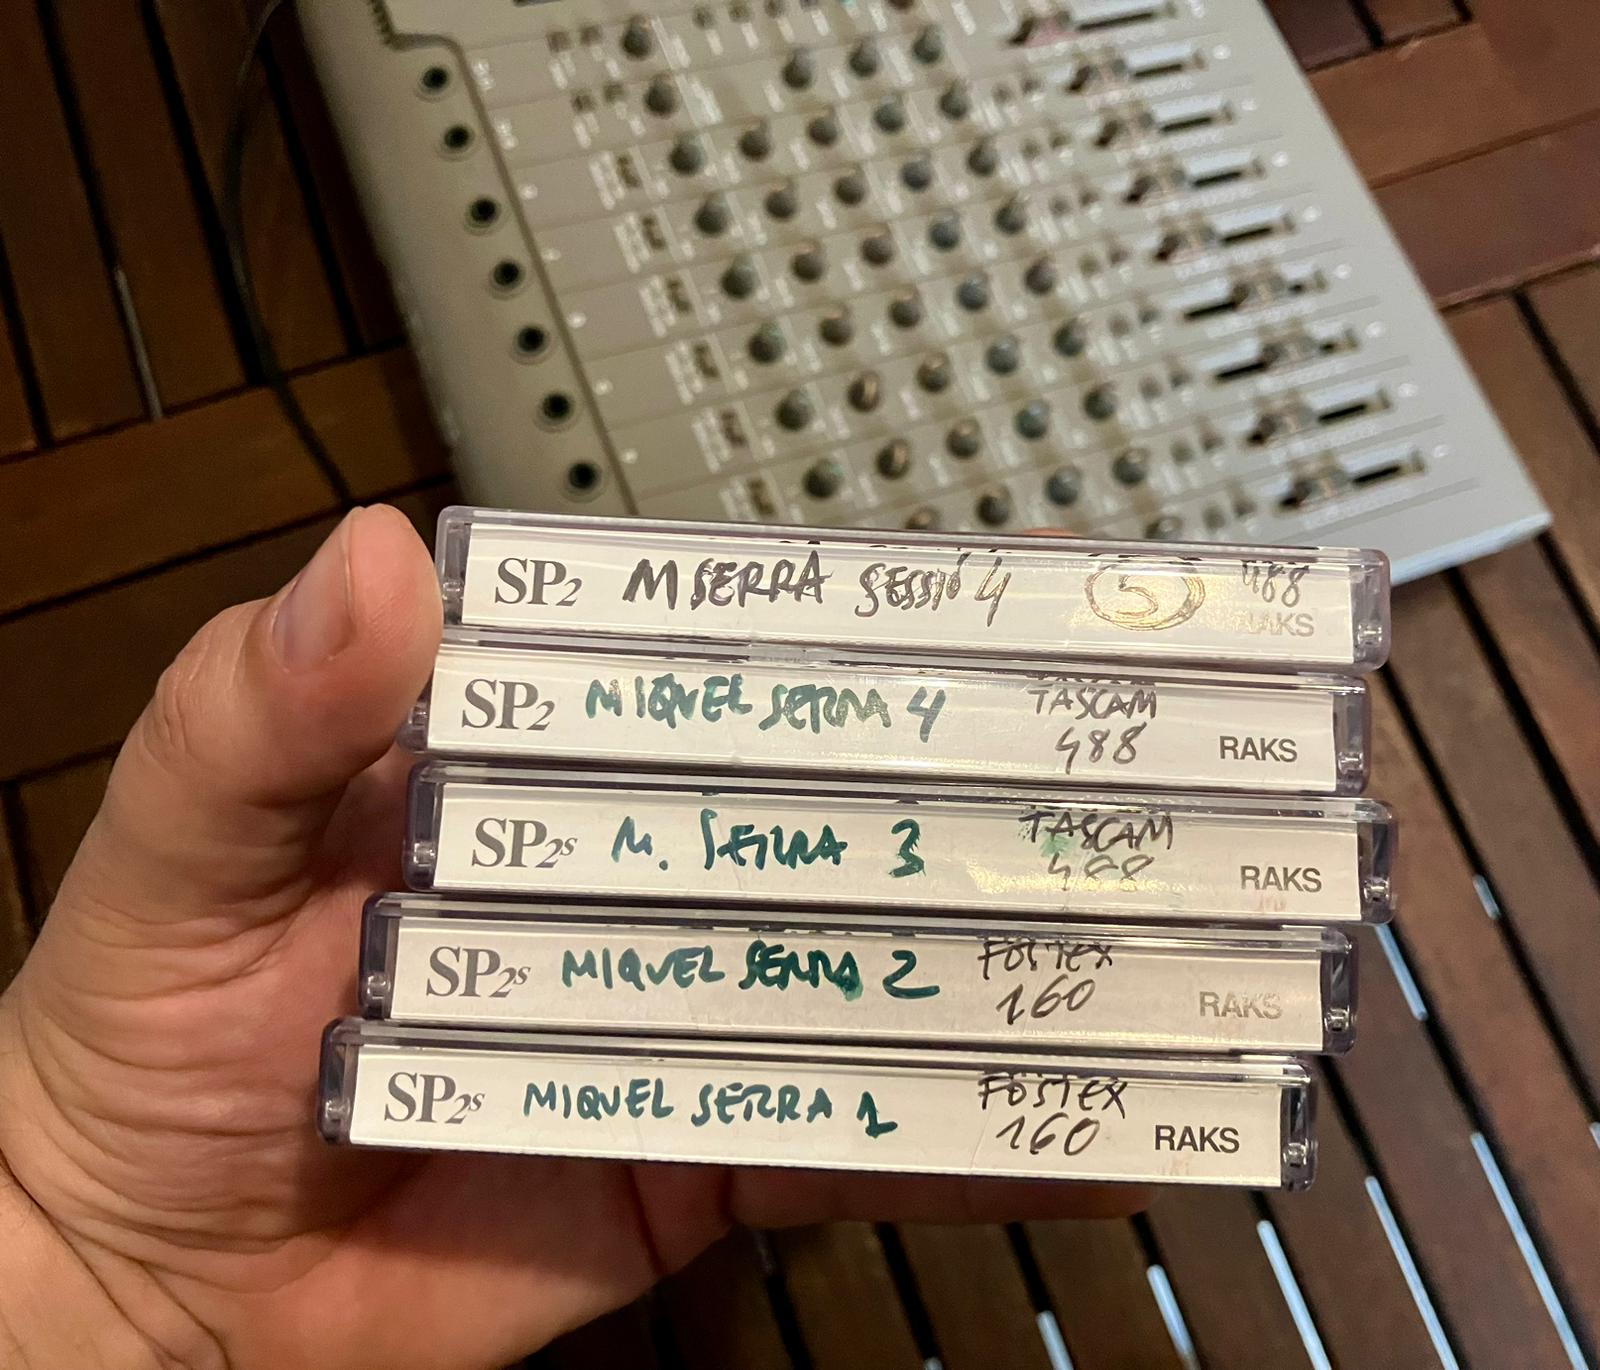 SP2 M SERRA SESSIÓ 4 5 488
RAKS
SP2 MIQUEL SERRA 4 TASCAM
488 RAKS
SP2s M. SERRA 3 TASCAM
488 RAKS
SP2s MIQUEL SERRA 2 FOSTEX
160 RAKS
SP2s MIQUEL SERRA 1 FOSTEX
160 RAKS